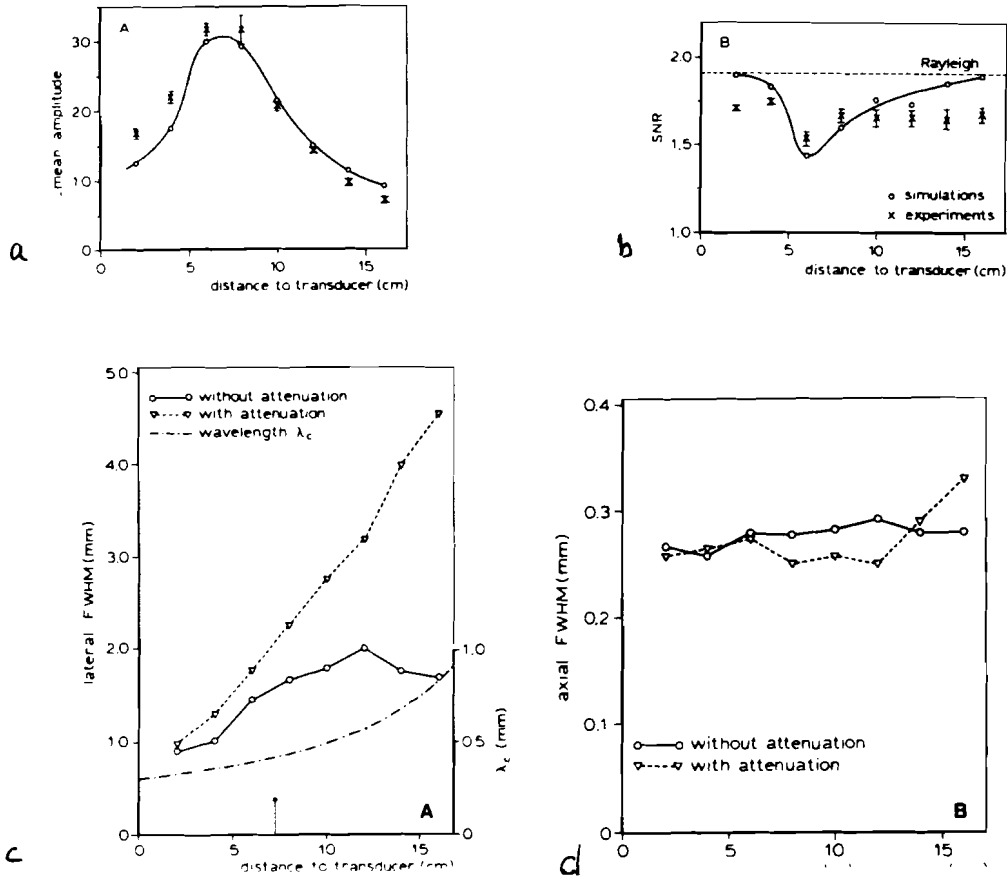 A
30
20
10
0
mean amplitude
0
5
10
15
distance to transducer (cm)
a
B
2.0
1.5
1.0
SNR
Rayleigh
simulations
experiments
0
5
10
15
distance to transducer (cm)
b
5.0
4.0
3.0
2.0
1.0
0
lateral FWHM (mm)
without attenuation
with attenuation
wavelength λc
1.0
0.5
0
λc (mm)
A
0
5
10
15
distance to transducer (cm)
c
0.4
0.3
0.2
0.1
0
axial FWHM (mm)
without attenuation
with attenuation
B
0
5
10
15
d